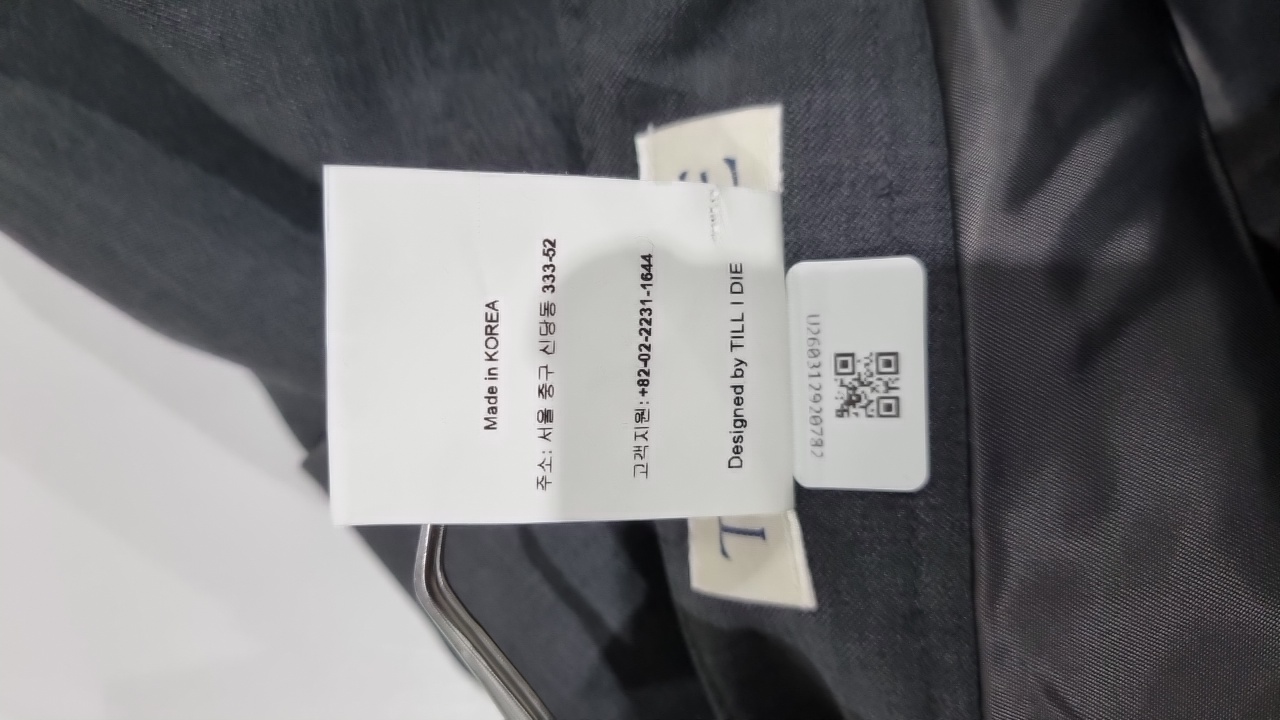 Made in KOREA
주소: 서울 중구 신당동 333-52
고객지원: +82-02-2231-1644
Designed by TILL I DIE
L